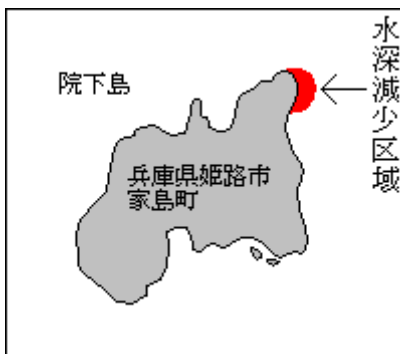 院下島
兵庫県姫路市
家島町
水深減少区域